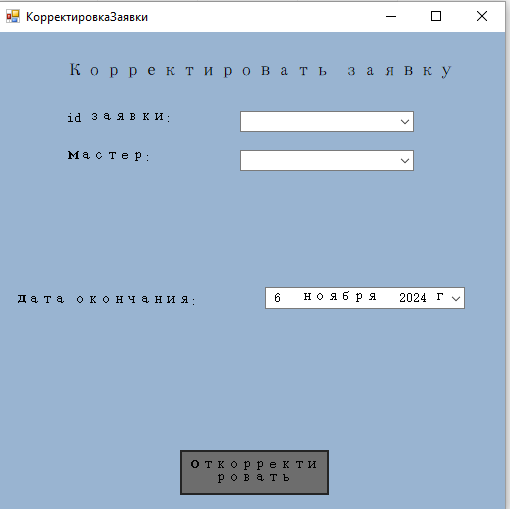 КорректировкаЗаявки
Корректировать заявку
id заявки:
Мастер:
Дата окончания:
6 ноября 2024 г
Откорректи
ровать